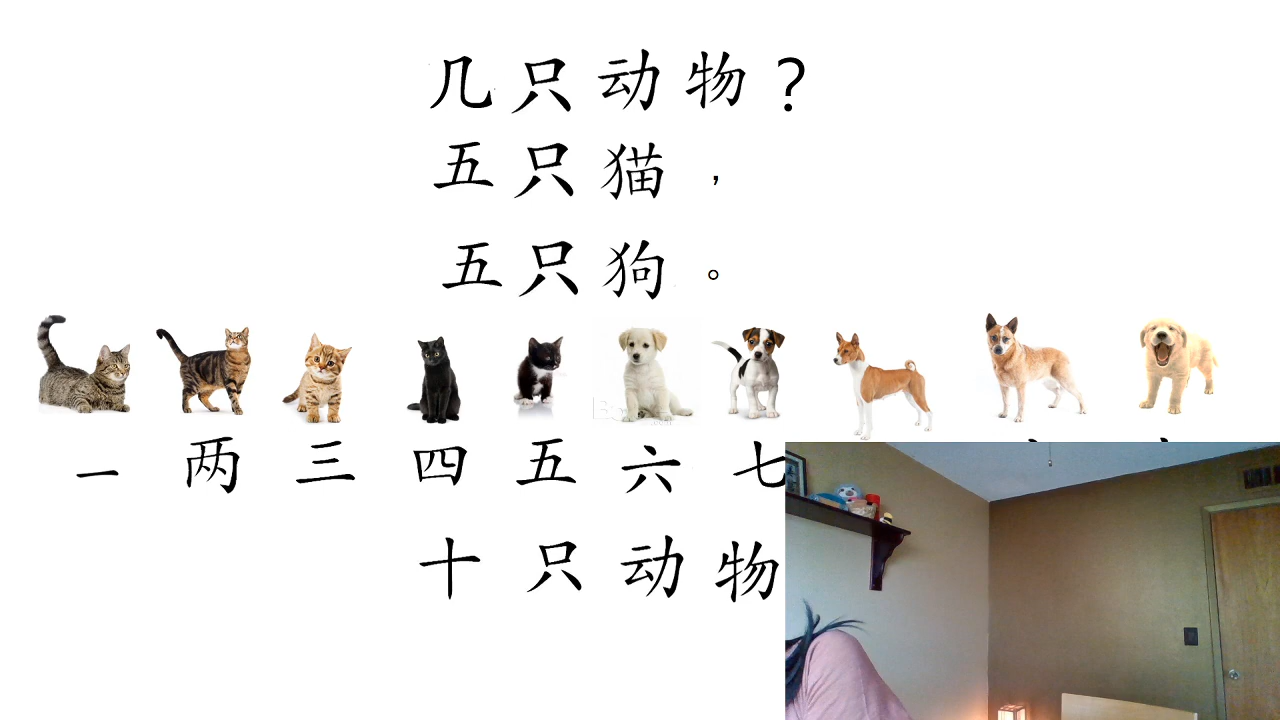 几只动物？
五只猫，
五只狗。
一 两 三 四 五 六 七
十只动物